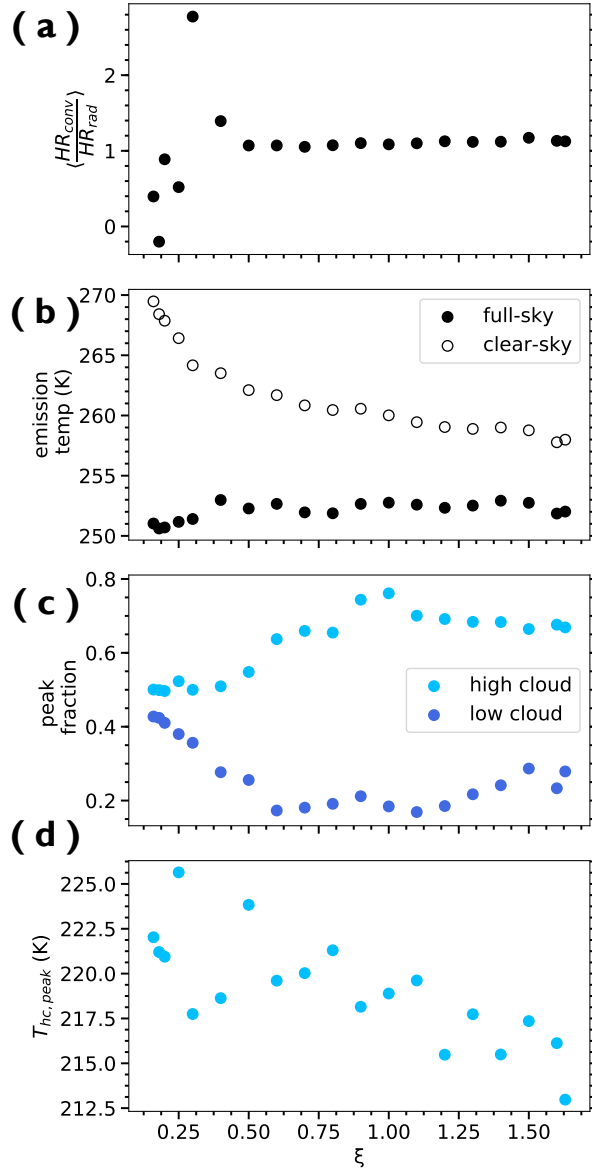 (a)
2
1
0
⟨HR_conv/HR_rad⟩
(b)
270
265
260
255
250
emission
temp (K)
full-sky
clear-sky
(c)
0.8
0.6
0.4
0.2
peak
fraction
high cloud
low cloud
(d)
225.0
222.5
220.0
217.5
215.0
212.5
T_hc,peak (K)
0.25 0.50 0.75 1.00 1.25 1.50
ξ